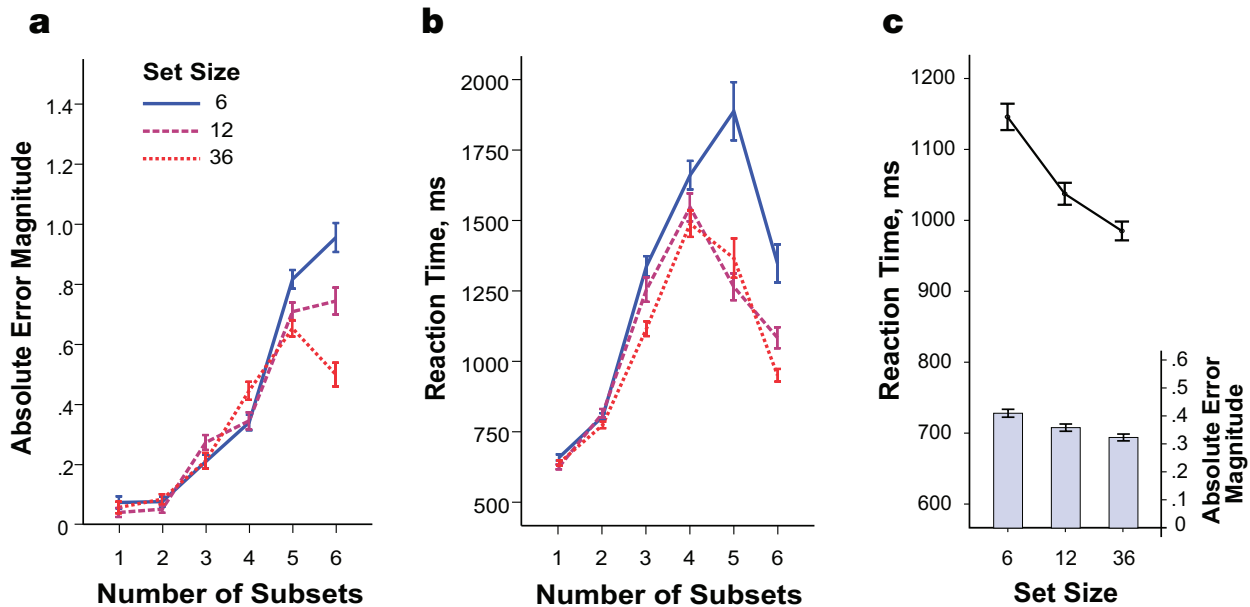 a
Set Size
6
12
36
1.4
1.2
1.0
.8
.6
.4
.2
0
Absolute Error Magnitude
1 2 3 4 5 6
Number of Subsets
b
2000
1750
1500
1250
1000
750
500
Reaction Time, ms
1 2 3 4 5 6
Number of Subsets
c
1200
1100
1000
900
800
700
600
Reaction Time, ms
.6
.5
.4
.3
.2
.1
0
Absolute Error
Magnitude
6 12 36
Set Size